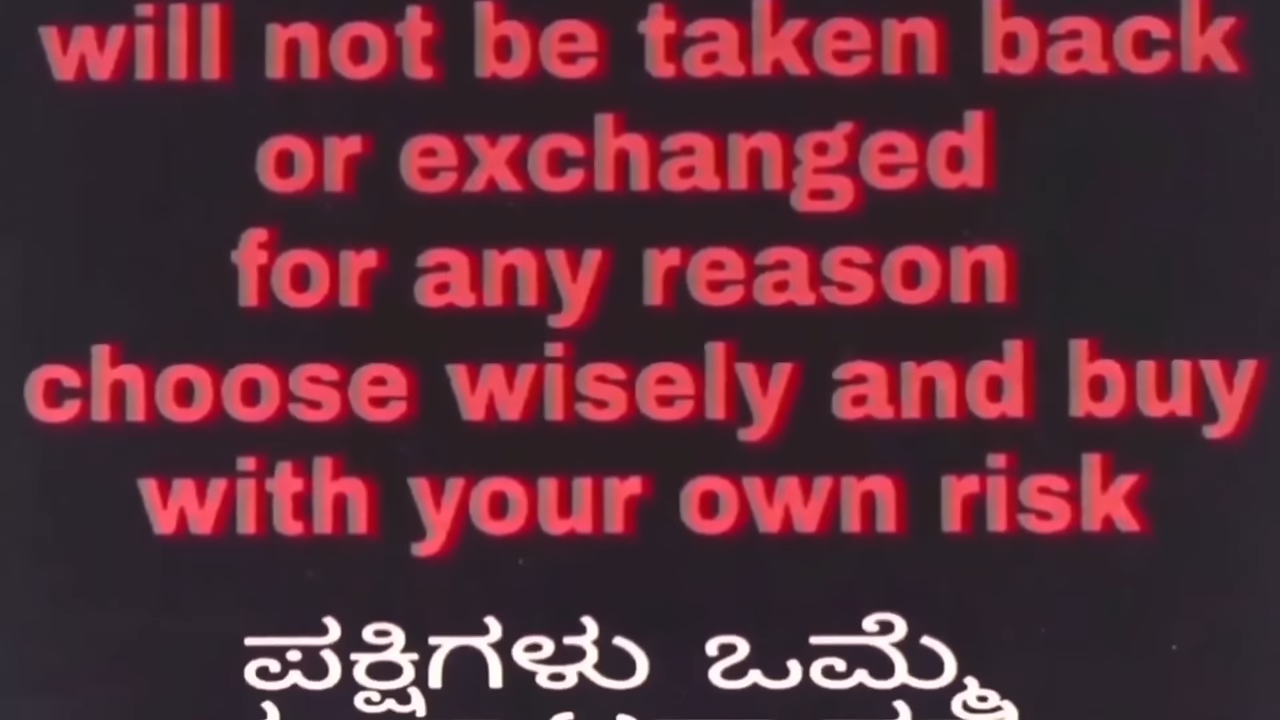 will not be taken back
or exchanged
for any reason
choose wisely and buy
with your own risk
ಪಕ್ಷಿಗಳು ಒಮ್ಮೆ